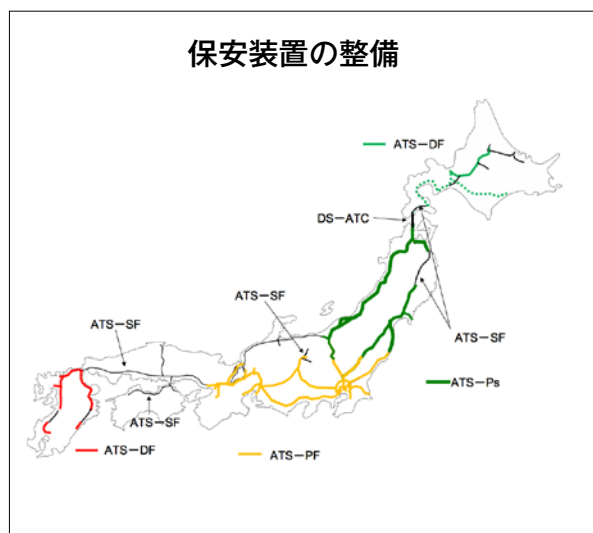 保安装置の整備
ATS−DF
DS−ATC
ATS−SF
ATS−SF
ATS−SF
ATS−Ps
ATS−SF
ATS−DF
ATS−PF